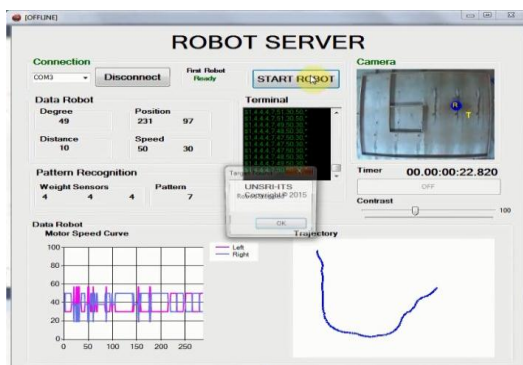 [OFFLINE]
ROBOT SERVER
Connection
COM3
Disconnect
First Robot
Ready
START ROBOT
Camera
R
T
Data Robot
Degree
49
Position
231 97
Distance
10
Speed
50 30
Terminal
Pattern Recognition
Weight Sensors
4 4 4
Pattern
7
UNSRI-ITS
Copyright © 2015
OK
Timer 00.00:00:22.820
OFF
Contrast
100
Data Robot
Motor Speed Curve
Left
Right
100
80
60
40
20
0
0 50 100 150 200 250
Trajectory